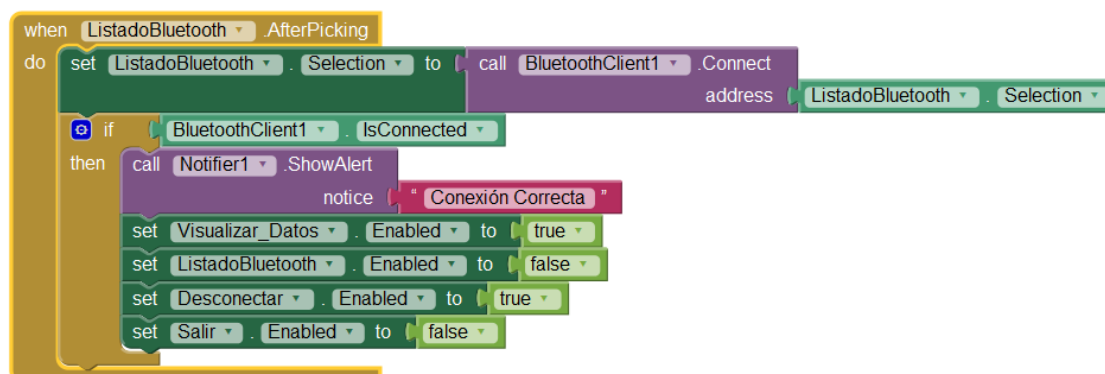 when ListadoBluetooth .AfterPicking
do set ListadoBluetooth . Selection to call BluetoothClient1 .Connect
address ListadoBluetooth . Selection
if BluetoothClient1 . IsConnected
then call Notifier1 .ShowAlert
notice " Conexión Correcta "
set Visualizar_Datos . Enabled to true
set ListadoBluetooth . Enabled to false
set Desconectar . Enabled to true
set Salir . Enabled to false